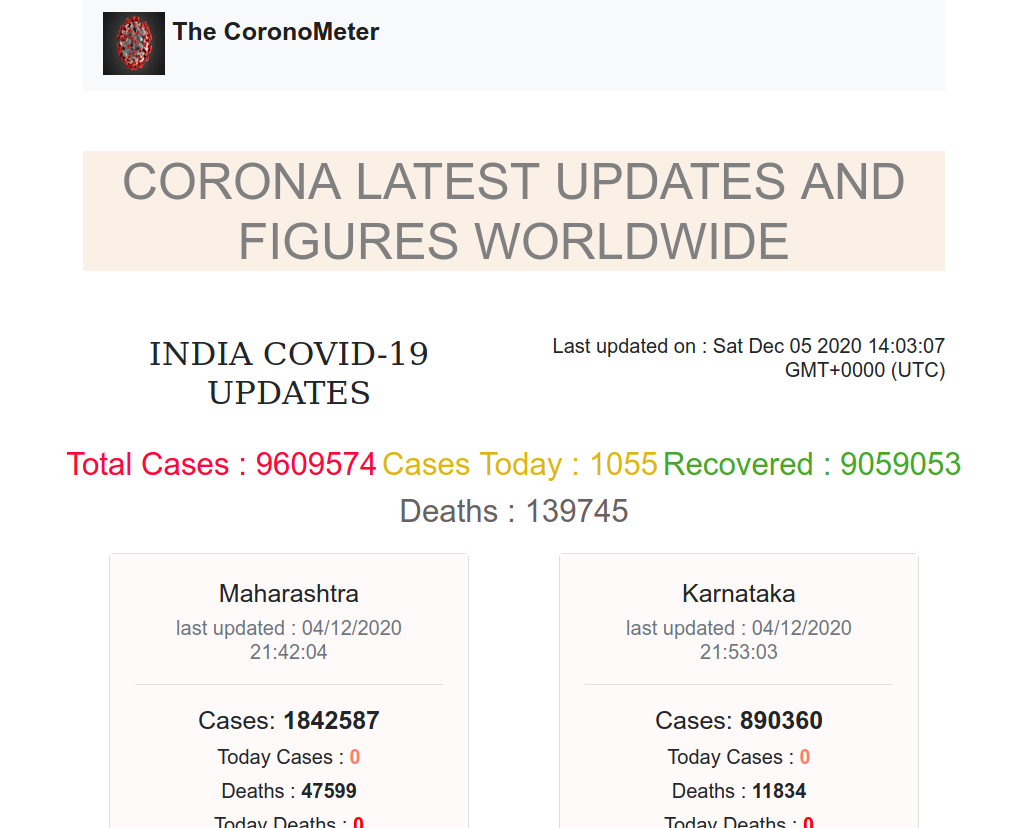 The CoronoMeter
CORONA LATEST UPDATES AND
FIGURES WORLDWIDE
INDIA COVID-19
UPDATES
Last updated on : Sat Dec 05 2020 14:03:07
GMT+0000 (UTC)
Total Cases : 9609574 Cases Today : 1055 Recovered : 9059053
Deaths : 139745
Maharashtra
last updated : 04/12/2020
21:42:04
Cases: 1842587
Today Cases : 0
Deaths : 47599
Today Deaths : 0
Karnataka
last updated : 04/12/2020
21:53:03
Cases: 890360
Today Cases : 0
Deaths : 11834
Today Deaths : 0